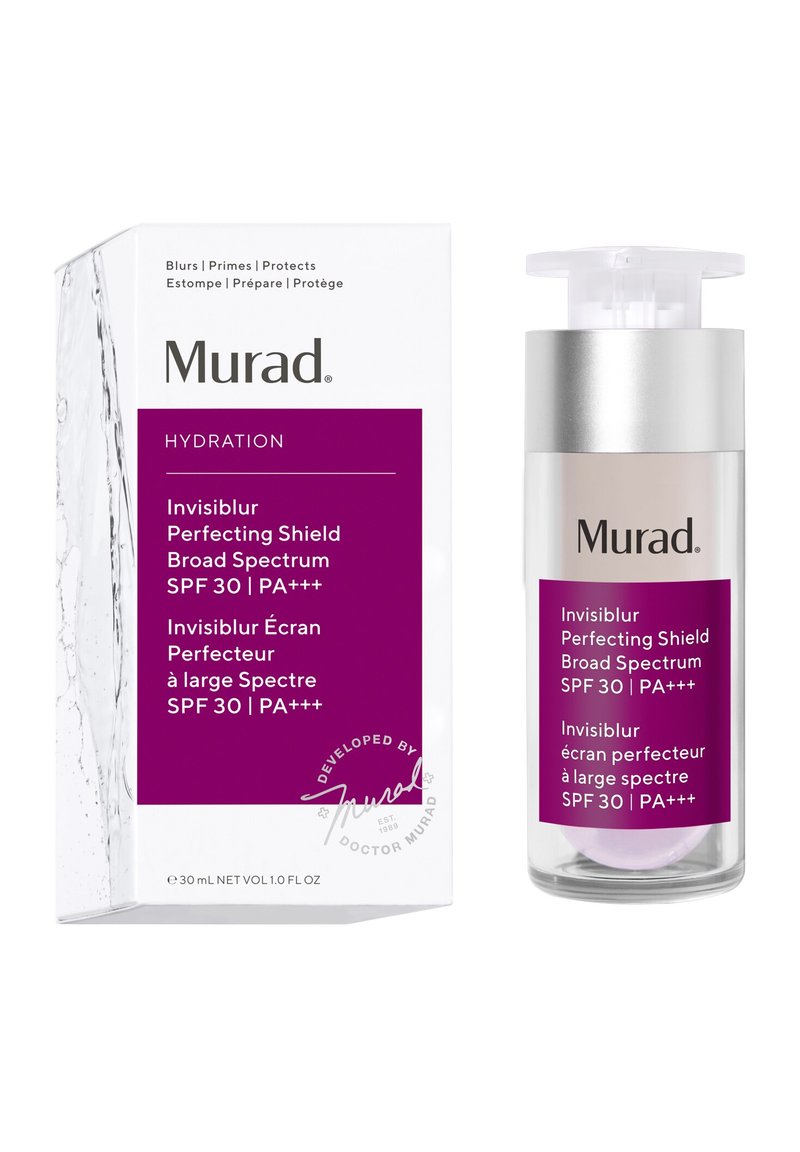 Blurs | Primes | Protects
Estompe | Prépare | Protège
Murad®
HYDRATION
Invisiblur
Perfecting Shield
Broad Spectrum
SPF 30 | PA+++
Invisiblur Écran
Perfecteur
à large Spectre
SPF 30 | PA+++
DEVELOPED BY
Murad
EST.
1989
DOCTOR MURAD
℮ 30 mL NET VOL 1.0 FL OZ
Murad®
Invisiblur
Perfecting Shield
Broad Spectrum
SPF 30 | PA+++
Invisiblur
écran perfecteur
à large spectre
SPF 30 | PA+++